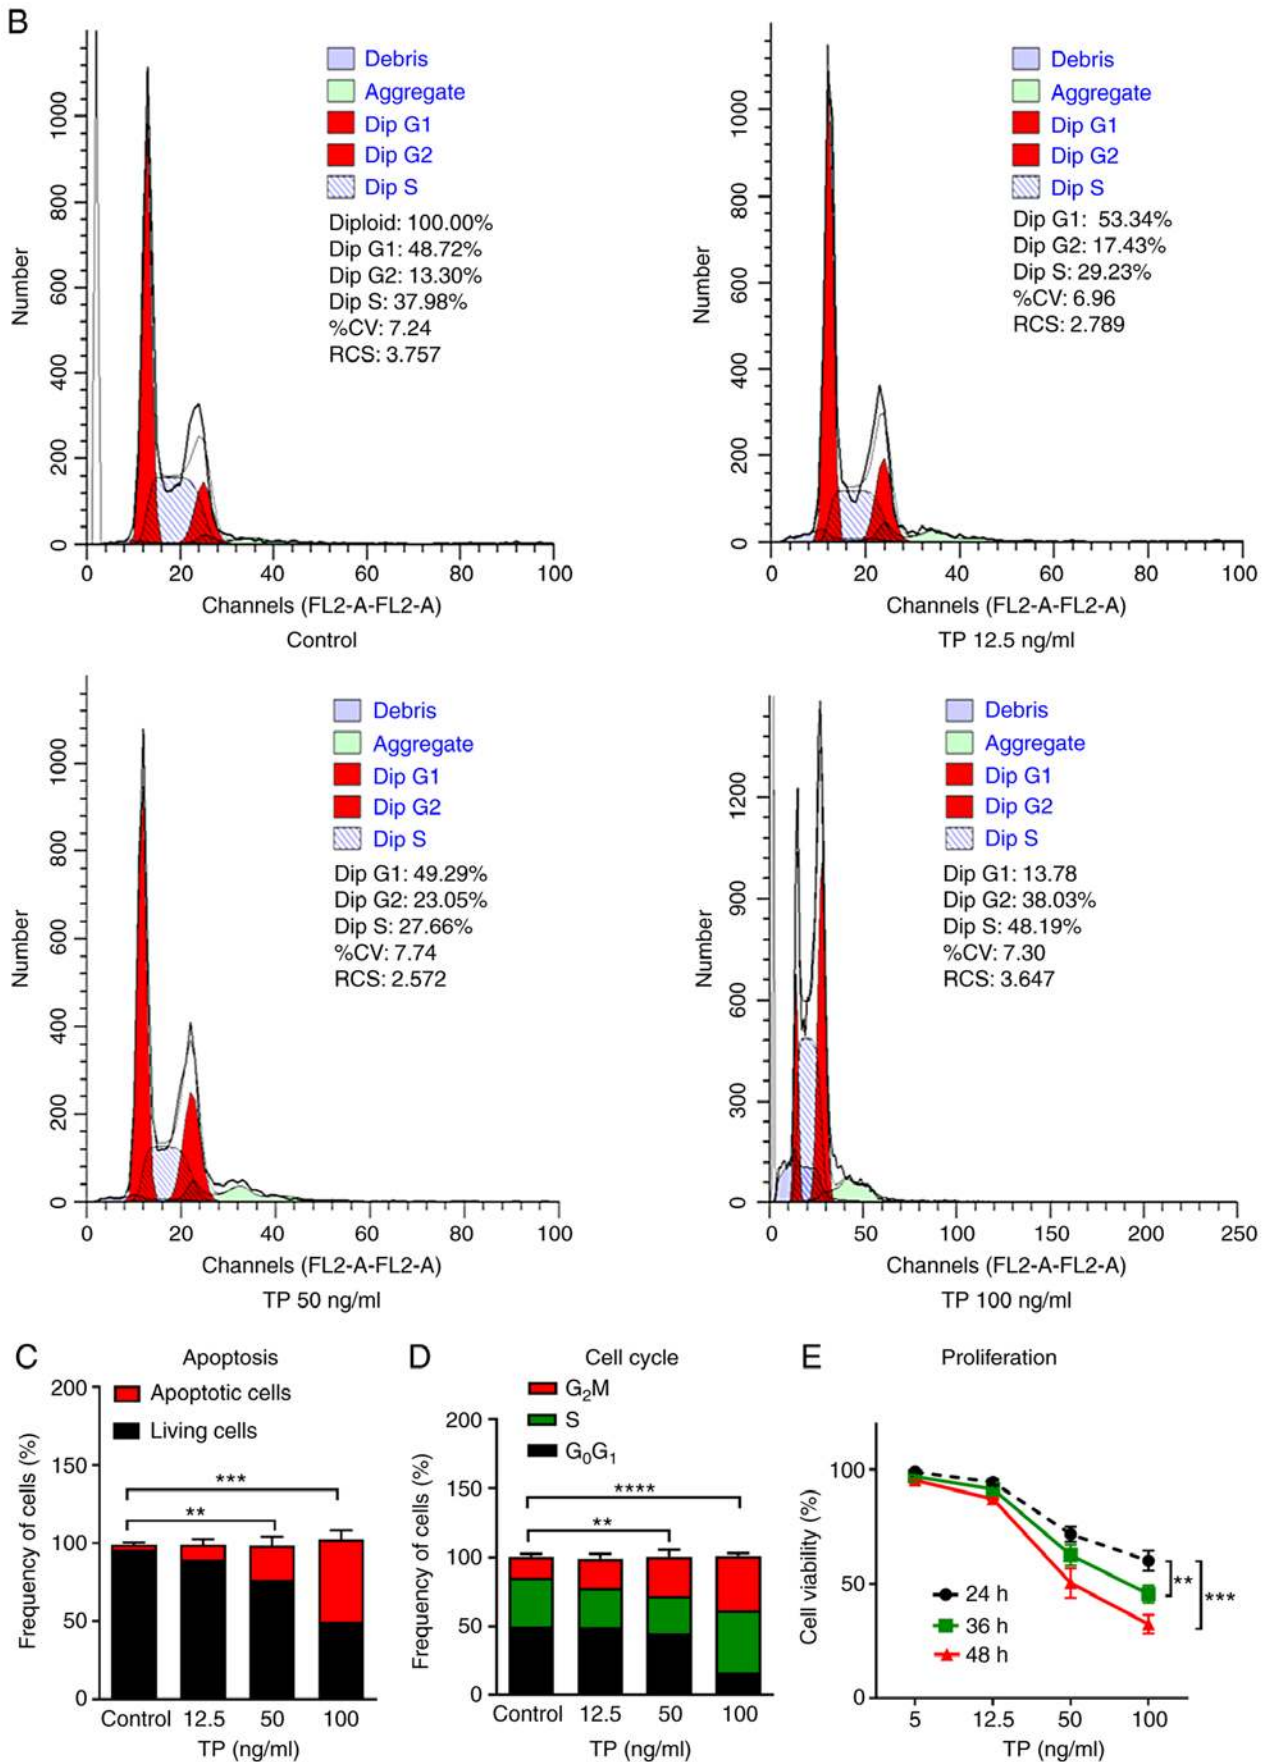 B
Debris
Aggregate
Dip G1
Dip G2
Dip S
Diploid: 100.00%
Dip G1: 48.72%
Dip G2: 13.30%
Dip S: 37.98%
%CV: 7.24
RCS: 3.757
Number
1000
800
600
400
200
0
0 20 40 60 80 100
Channels (FL2-A-FL2-A)
Control
Debris
Aggregate
Dip G1
Dip G2
Dip S
Dip G1: 53.34%
Dip G2: 17.43%
Dip S: 29.23%
%CV: 6.96
RCS: 2.789
Number
1000
800
600
400
200
0
0 20 40 60 80 100
Channels (FL2-A-FL2-A)
TP 12.5 ng/ml
Debris
Aggregate
Dip G1
Dip G2
Dip S
Dip G1: 49.29%
Dip G2: 23.05%
Dip S: 27.66%
%CV: 7.74
RCS: 2.572
Number
1000
800
600
400
200
0
0 20 40 60 80 100
Channels (FL2-A-FL2-A)
TP 50 ng/ml
Debris
Aggregate
Dip G1
Dip G2
Dip S
Dip G1: 13.78
Dip G2: 38.03%
Dip S: 48.19%
%CV: 7.30
RCS: 3.647
Number
1200
900
600
300
0
0 50 100 150 200 250
Channels (FL2-A-FL2-A)
TP 100 ng/ml
C
Apoptosis
Apoptotic cells
Living cells
Frequency of cells (%)
200
150
100
50
0
***
**
Control 12.5 50 100
TP (ng/ml)
D
Cell cycle
G₂M
S
G₀G₁
Frequency of cells (%)
200
150
100
50
0
****
**
Control 12.5 50 100
TP (ng/ml)
E
Proliferation
Cell viability (%)
100
50
0
24 h
36 h
48 h
**
***
5 12.5 50 100
TP (ng/ml)